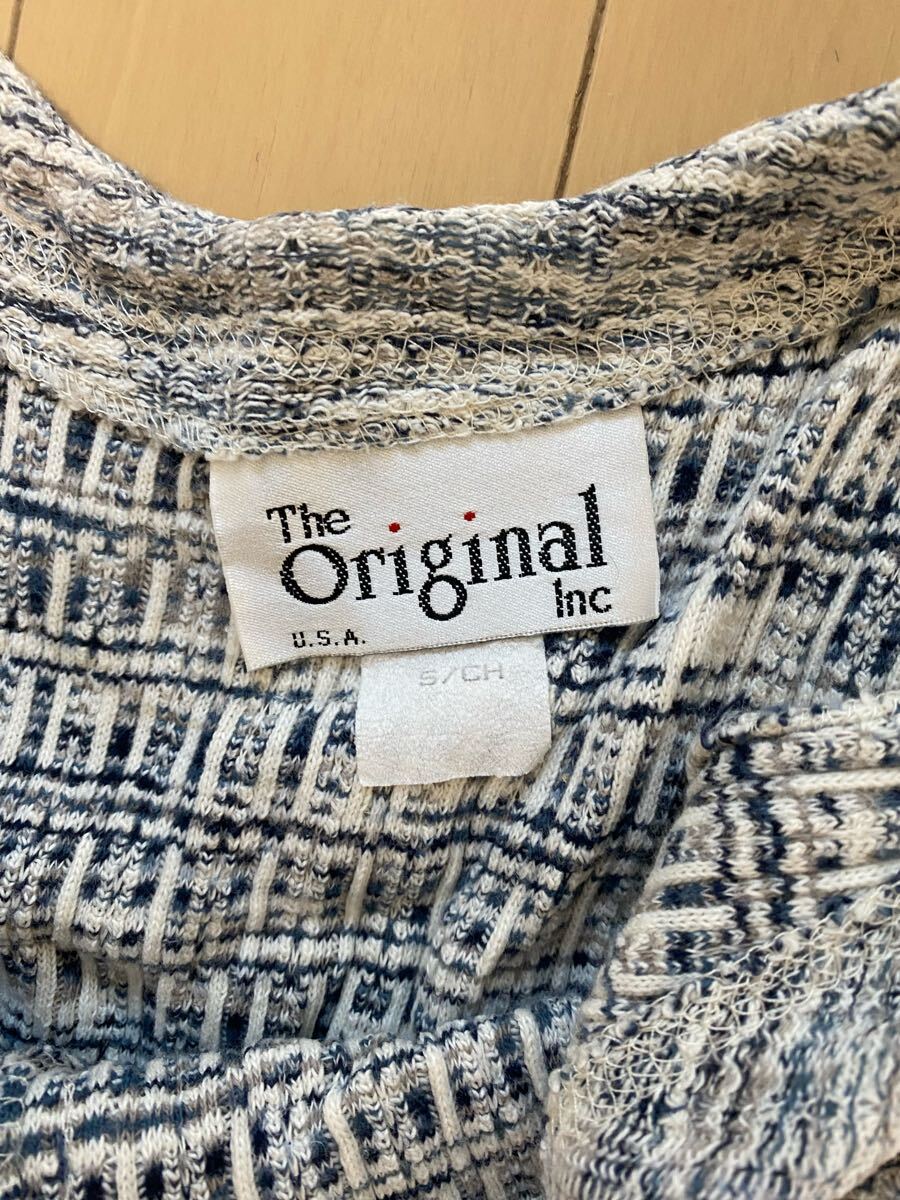 The
Original
Inc
U.S.A.
S/CH